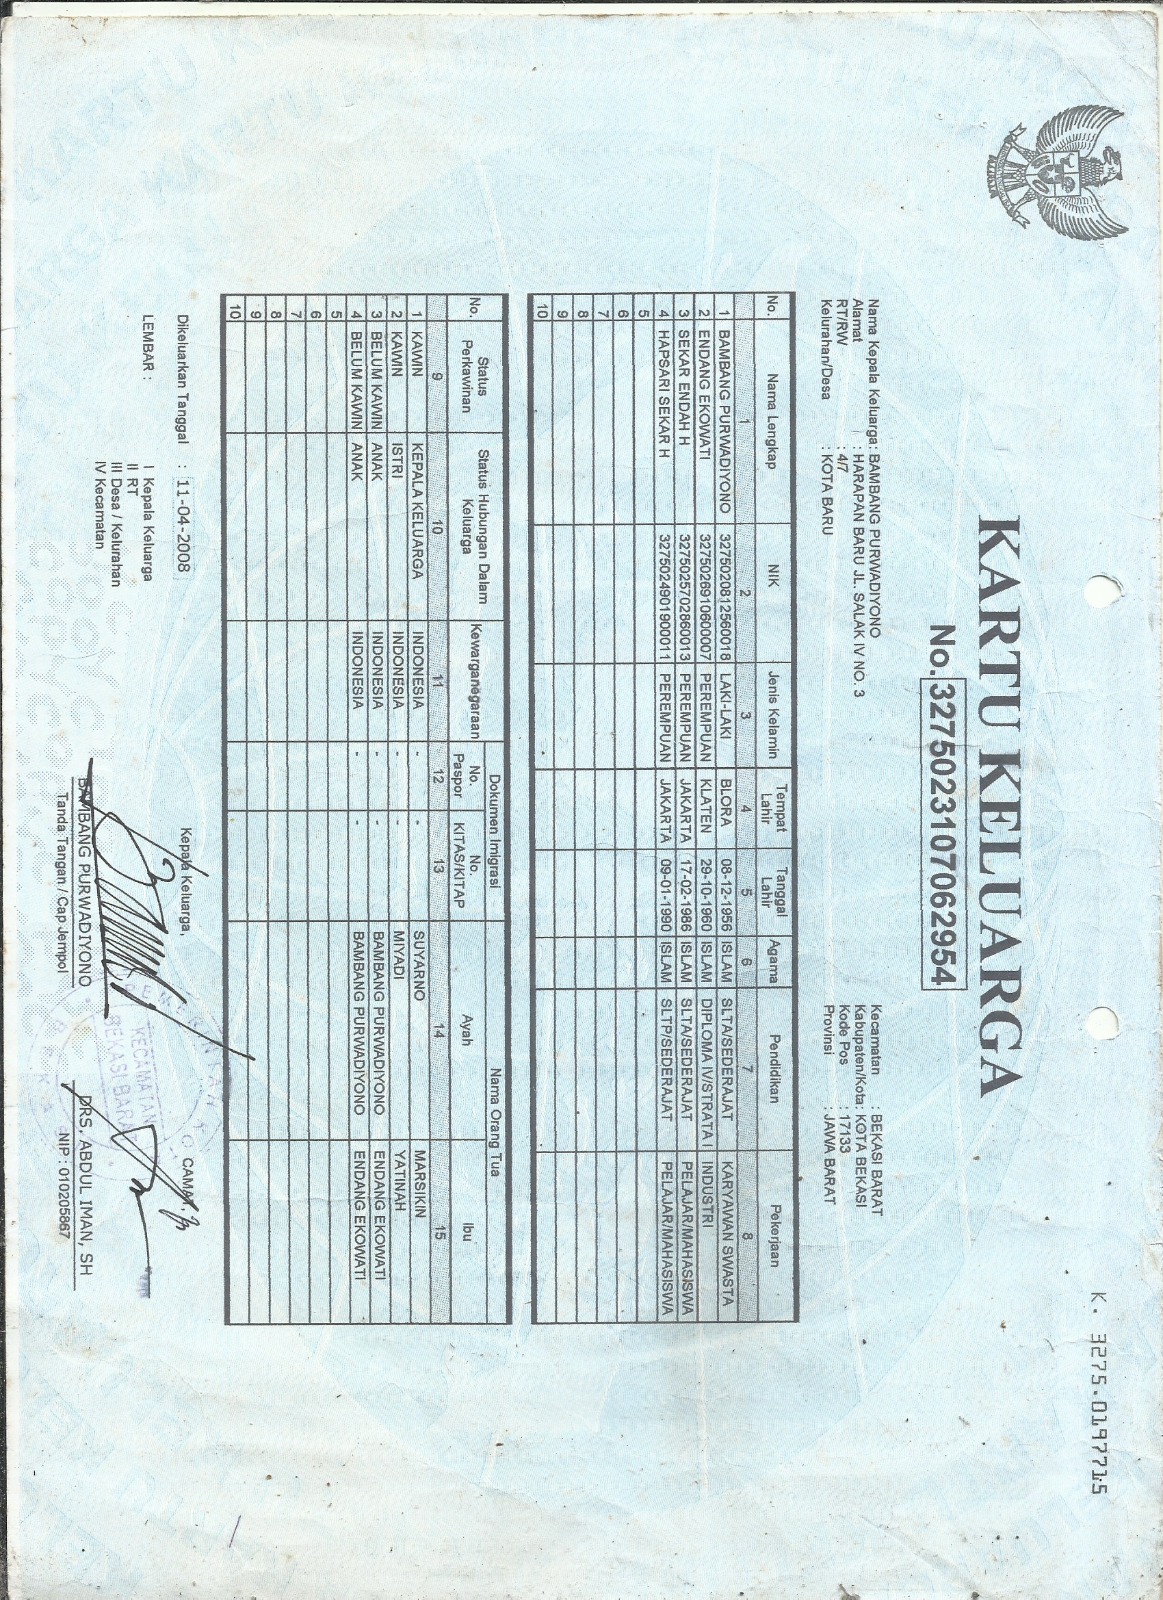 K. 3275.0197715
KARTU KELUARGA
No. 3275023107062954
Nama Kepala Keluarga : BAMBANG PURWADIYONO
Alamat : HARAPAN BARU JL. SALAK IV NO. 3
RT/RW : 4/7
Kelurahan/Desa : KOTA BARU
Kecamatan : BEKASI BARAT
Kabupaten/Kota : KOTA BEKASI
Kode Pos : 17133
Provinsi : JAWA BARAT
No. Nama Lengkap NIK Jenis Kelamin Tempat Lahir Tanggal Lahir Agama Pendidikan Pekerjaan
1 2 3 4 5 6 7 8
1 BAMBANG PURWADIYONO 3275020812560018 LAKI-LAKI BLORA 08-12-1956 ISLAM SLTA/SEDERAJAT KARYAWAN SWASTA
2 ENDANG EKOWATI 3275026910600007 PEREMPUAN KLATEN 29-10-1960 ISLAM DIPLOMA IV/STRATA I INDUSTRI
3 SEKAR ENDAH H 3275025702860013 PEREMPUAN JAKARTA 17-02-1986 ISLAM SLTA/SEDERAJAT PELAJAR/MAHASISWA
4 HAPSARI SEKAR H 3275024901900011 PEREMPUAN JAKARTA 09-01-1990 ISLAM SLTP/SEDERAJAT PELAJAR/MAHASISWA
5
6
7
8
9
10
No. Status Perkawinan Status Hubungan Dalam Keluarga Kewarganegaraan Dokumen Imigrasi Nama Orang Tua
No. Paspor No. KITAS/KITAP Ayah Ibu
9 10 11 12 13 14 15
1 KAWIN KEPALA KELUARGA INDONESIA - - SUYARNO MARSIKIN
2 KAWIN ISTRI INDONESIA - - MIYADI YATINAH
3 BELUM KAWIN ANAK INDONESIA - - BAMBANG PURWADIYONO ENDANG EKOWATI
4 BELUM KAWIN ANAK INDONESIA - - BAMBANG PURWADIYONO ENDANG EKOWATI
5
6
7
8
9
10
Dikeluarkan Tanggal : 11-04-2008
LEMBAR :
I Kepala Keluarga
II RT
III Desa / Kelurahan
IV Kecamatan
Kepala Keluarga,
BAMBANG PURWADIYONO
Tanda Tangan / Cap Jempol
KECAMATAN
BEKASI BARAT
CAMAT
DRS. ABDUL IMAN, SH
NIP : 010205867